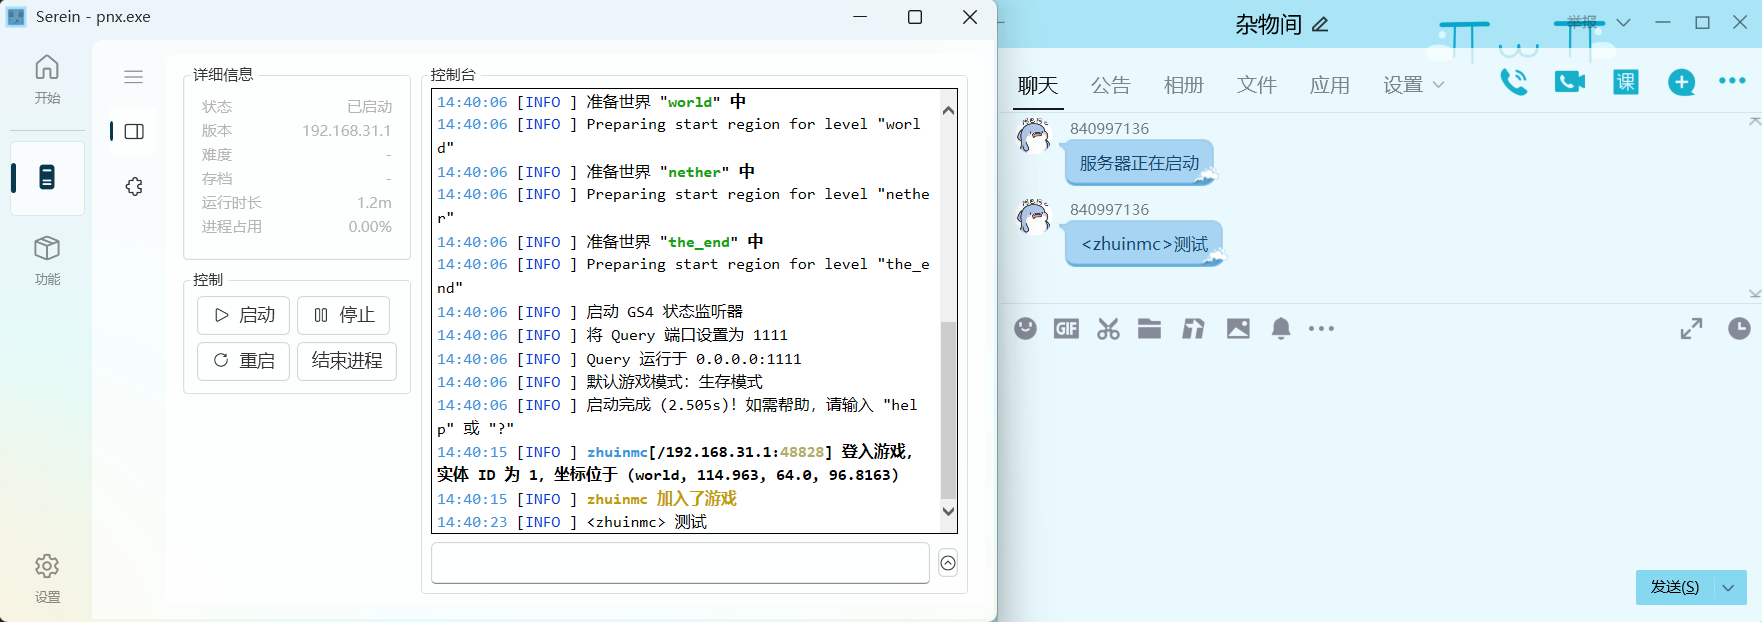 Serein - pnx.exe
开始
功能
设置
详细信息
状态 已启动
版本 192.168.31.1
难度 -
存档 -
运行时长 1.2m
进程占用 0.00%
控制
启动 停止
重启 结束进程
控制台
14:40:06 [INFO ] 准备世界 "world" 中
14:40:06 [INFO ] Preparing start region for level "worl
d"
14:40:06 [INFO ] 准备世界 "nether" 中
14:40:06 [INFO ] Preparing start region for level "nethe
r"
14:40:06 [INFO ] 准备世界 "the_end" 中
14:40:06 [INFO ] Preparing start region for level "the_e
nd"
14:40:06 [INFO ] 启动 GS4 状态监听器
14:40:06 [INFO ] 将 Query 端口设置为 1111
14:40:06 [INFO ] Query 运行于 0.0.0.0:1111
14:40:06 [INFO ] 默认游戏模式：生存模式
14:40:06 [INFO ] 启动完成 (2.505s)！如需帮助，请输入 "hel
p" 或 "?"
14:40:15 [INFO ] zhuinmc[/192.168.31.1:48828] 登入游戏，
实体 ID 为 1，坐标位于 (world, 114.963, 64.0, 96.8163)
14:40:15 [INFO ] zhuinmc 加入了游戏
14:40:23 [INFO ] <zhuinmc> 测试
杂物间
举报
聊天 公告 相册 文件 应用 设置
课
840997136
服务器正在启动
840997136
<zhuinmc>测试
GIF
发送(S)